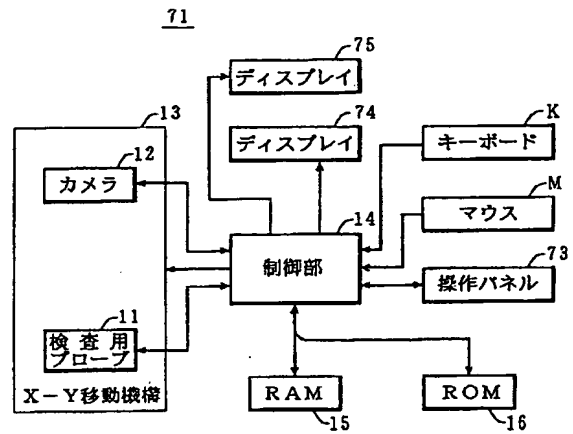 71
75
ディスプレイ
74
ディスプレイ
13
12
カメラ
K
キーボード
M
マウス
14
制御部
73
操作パネル
11
検査用
プローブ
X－Y移動機構
RAM
15
ROM
16